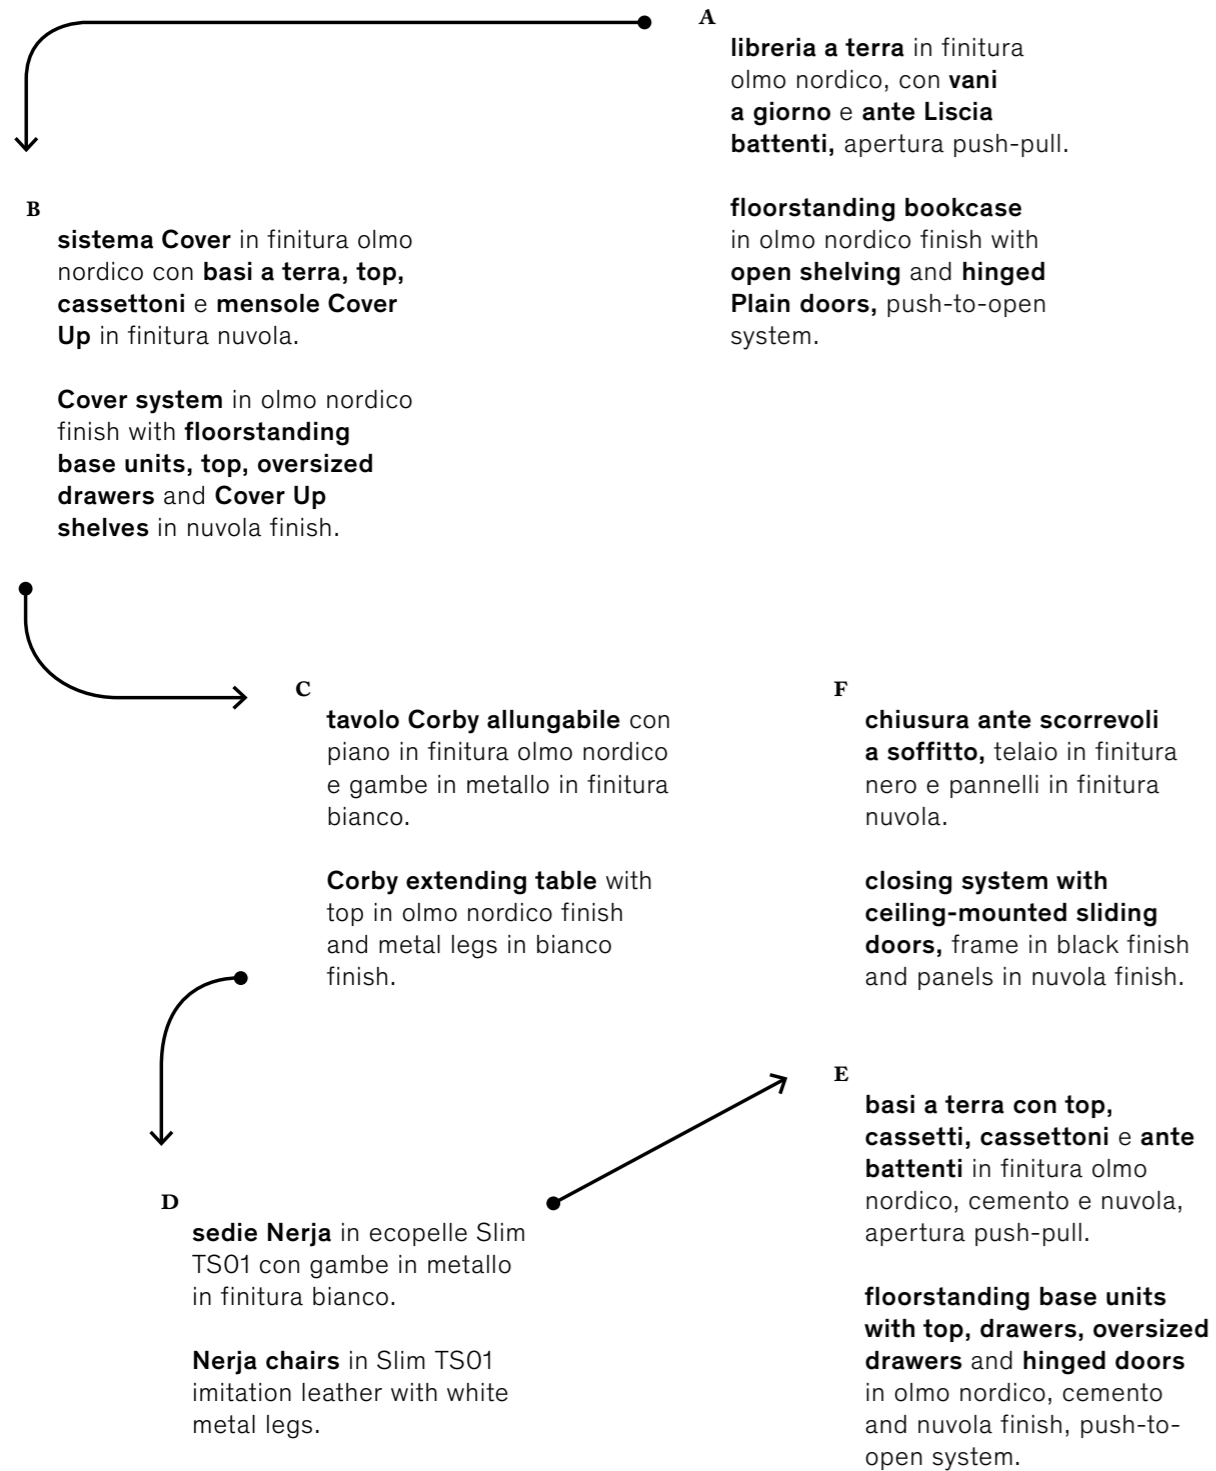 A
libreria a terra in finitura
olmo nordico, con vani
a giorno e ante Liscia
battenti, apertura push-pull.
floorstanding bookcase
in olmo nordico finish with
open shelving and hinged
Plain doors, push-to-open
system.
B
sistema Cover in finitura olmo
nordico con basi a terra, top,
cassettoni e mensole Cover
Up in finitura nuvola.
Cover system in olmo nordico
finish with floorstanding
base units, top, oversized
drawers and Cover Up
shelves in nuvola finish.
C
tavolo Corby allungabile con
piano in finitura olmo nordico
e gambe in metallo in finitura
bianco.
Corby extending table with
top in olmo nordico finish
and metal legs in bianco
finish.
D
sedie Nerja in ecopelle Slim
TS01 con gambe in metallo
in finitura bianco.
Nerja chairs in Slim TS01
imitation leather with white
metal legs.
E
basi a terra con top,
cassetti, cassettoni e ante
battenti in finitura olmo
nordico, cemento e nuvola,
apertura push-pull.
floorstanding base units
with top, drawers, oversized
drawers and hinged doors
in olmo nordico, cemento
and nuvola finish, push-to-
open system.
F
chiusura ante scorrevoli
a soffitto, telaio in finitura
nero e pannelli in finitura
nuvola.
closing system with
ceiling-mounted sliding
doors, frame in black finish
and panels in nuvola finish.